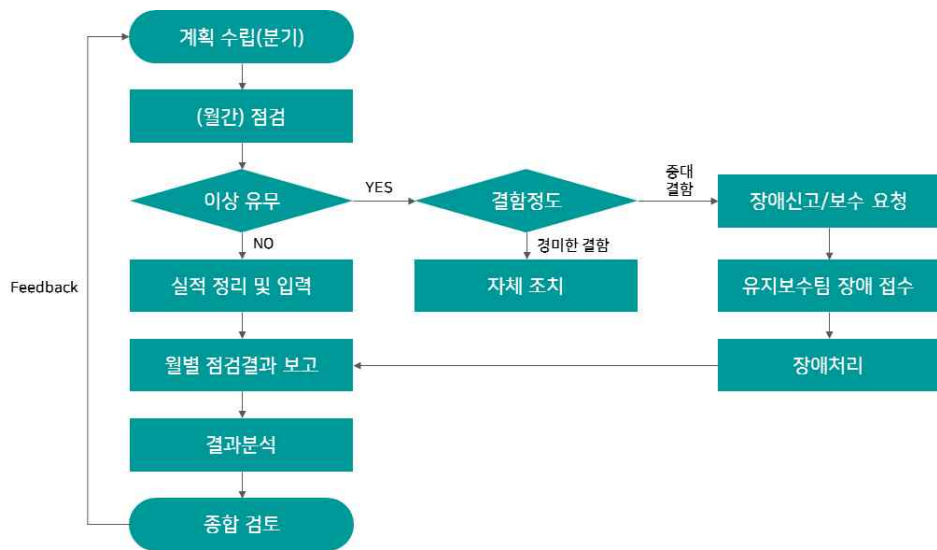 계획 수립(분기)
(월간) 점검
이상 유무
YES
결함정도
중대
결함
장애신고/보수 요청
NO
경미한 결함
Feedback
실적 정리 및 입력
자체 조치
유지보수팀 장애 접수
월별 점검결과 보고
장애처리
결과분석
종합 검토